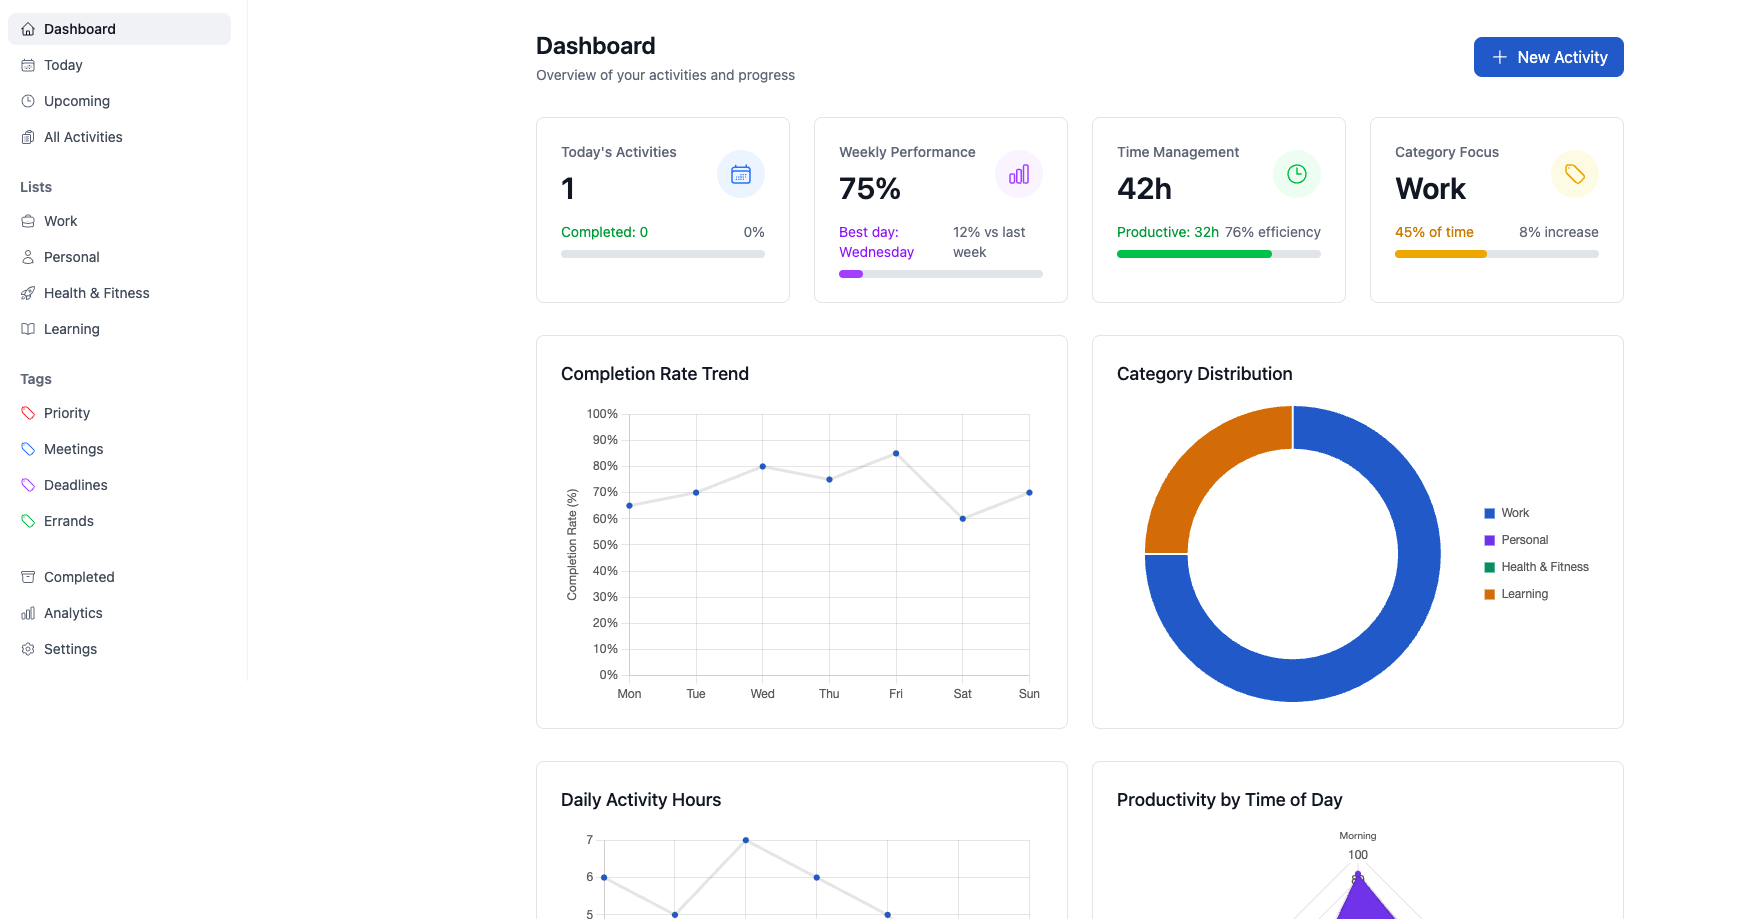 Dashboard
Today
Upcoming
All Activities
Lists
Work
Personal
Health & Fitness
Learning
Tags
Priority
Meetings
Deadlines
Errands
Completed
Analytics
Settings
Dashboard
Overview of your activities and progress
New Activity
Today's Activities
1
Completed: 0
0%
Weekly Performance
75%
Best day:
Wednesday
12% vs last
week
Time Management
42h
Productive: 32h
76% efficiency
Category Focus
Work
45% of time
8% increase
Completion Rate Trend
Completion Rate (%)
100%
90%
80%
70%
60%
50%
40%
30%
20%
10%
0%
Mon
Tue
Wed
Thu
Fri
Sat
Sun
Category Distribution
Work
Personal
Health & Fitness
Learning
Daily Activity Hours
7
6
5
Productivity by Time of Day
Morning
100